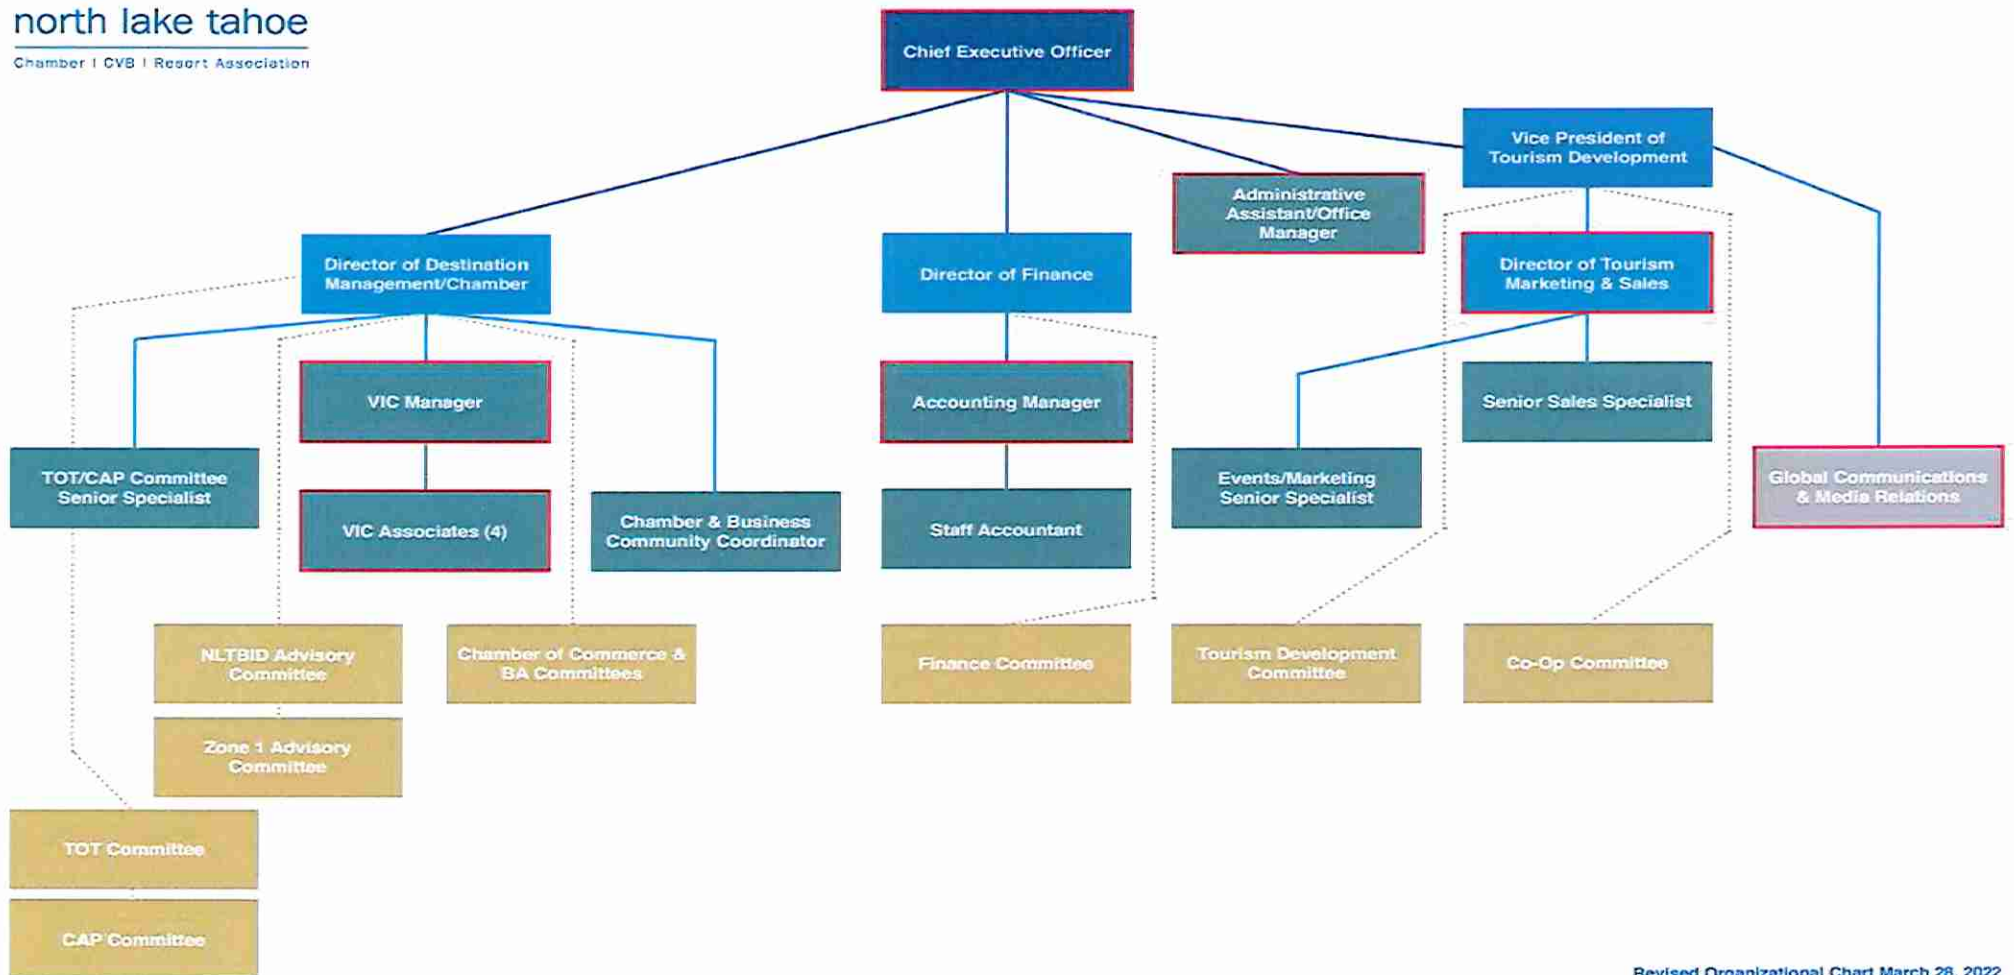 north lake tahoe
Chamber | CVB | Resort Association
Chief Executive Officer
Vice President of
Tourism Development
Administrative
Assistant/Office
Manager
Director of Destination
Management/Chamber
Director of Finance
Director of Tourism
Marketing & Sales
VIC Manager
Accounting Manager
Senior Sales Specialist
TOT/CAP Committee
Senior Specialist
Events/Marketing
Senior Specialist
Global Communications
& Media Relations
VIC Associates (4)
Chamber & Business
Community Coordinator
Staff Accountant
NLTBID Advisory
Committee
Chamber of Commerce &
BA Committees
Finance Committee
Tourism Development
Committee
Co-Op Committee
Zone 1 Advisory
Committee
TOT Committee
CAP Committee
Revised Organizational Chart March 28, 2022